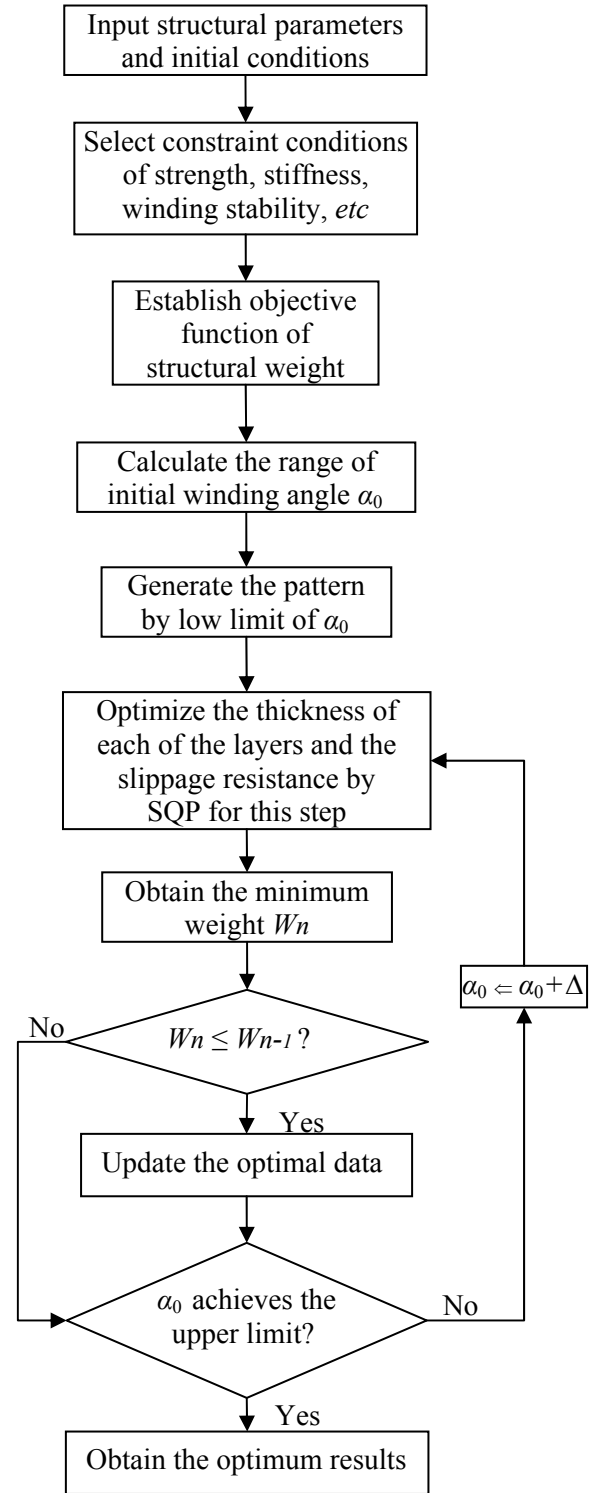 Input structural parameters
and initial conditions
Select constraint conditions
of strength, stiffness,
winding stability, etc
Establish objective
function of
structural weight
Calculate the range of
initial winding angle α₀
Generate the pattern
by low limit of α₀
Optimize the thickness of
each of the layers and the
slippage resistance by
SQP for this step
Obtain the minimum
weight Wn
α₀ ⇐ α₀+Δ
No
Wn ≤ Wn-1 ?
Yes
Update the optimal data
α₀ achieves the
upper limit?
No
Yes
Obtain the optimum results